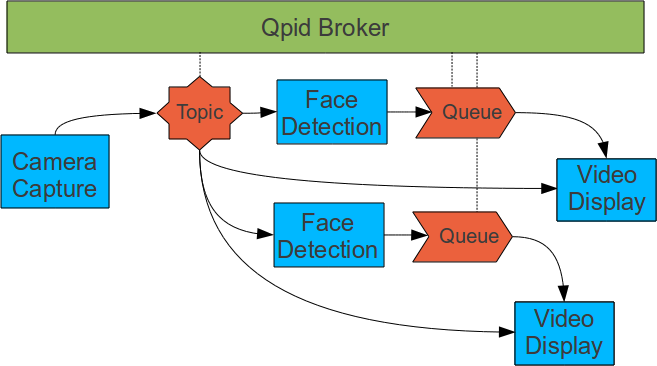 Qpid Broker
Topic
Face
Detection
Queue
Camera
Capture
Video
Display
Face
Detection
Queue
Video
Display